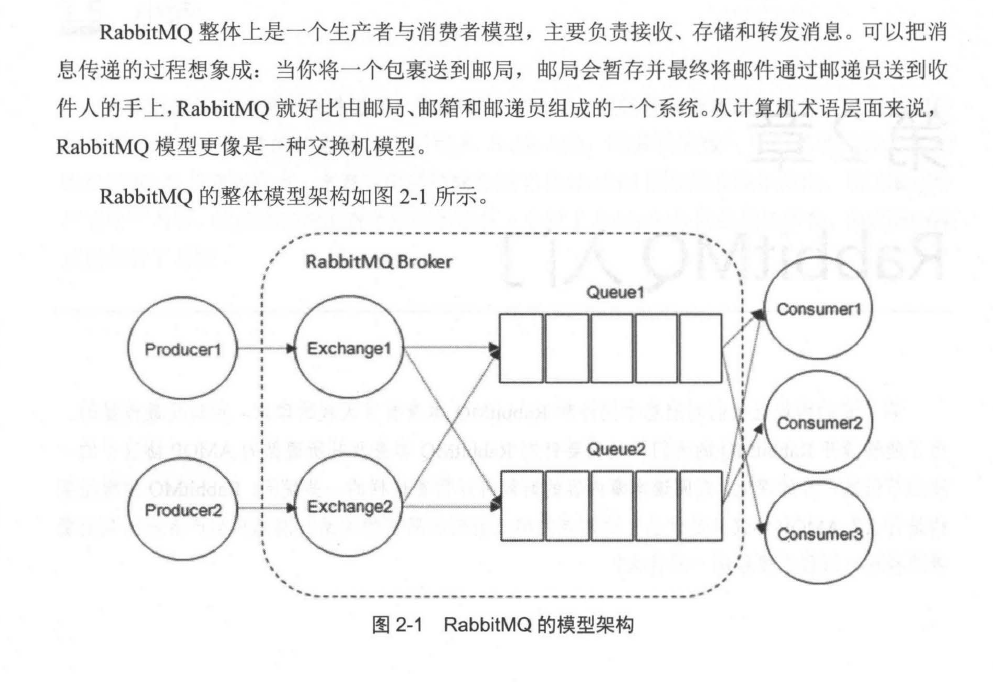 RabbitMQ 整体上是一个生产者与消费者模型，主要负责接收、存储和转发消息。可以把消
息传递的过程想象成：当你将一个包裹送到邮局，邮局会暂存并最终将邮件通过邮递员送到收
件人的手上，RabbitMQ 就好比由邮局、邮箱和邮递员组成的一个系统。从计算机术语层面来说，
RabbitMQ 模型更像是一种交换机模型。
RabbitMQ 的整体模型架构如图 2-1 所示。
RabbitMQ Broker
Queue1
Consumer1
Producer1
Exchange1
Consumer2
Queue2
Producer2
Exchange2
Consumer3
图 2-1 RabbitMQ 的模型架构
第 2 章
RabbitMQ 入门